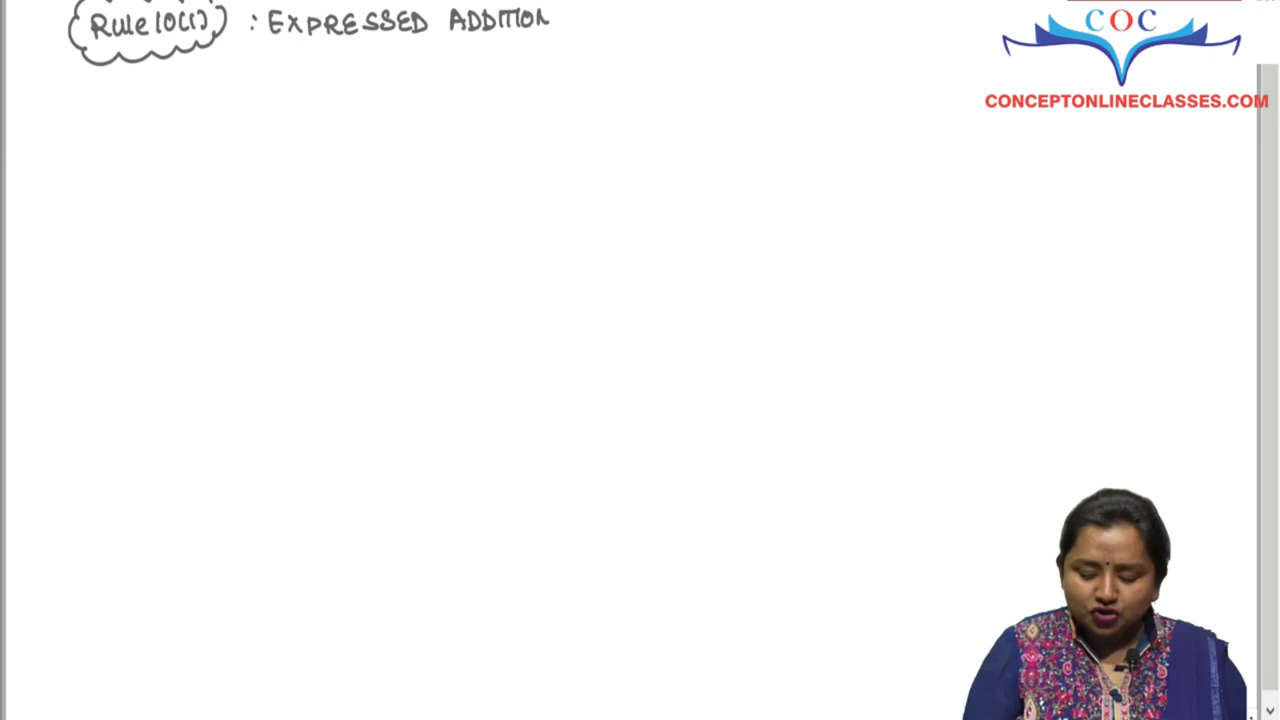 Rule 10(1) : EXPRESSED ADDITION
COC
CONCEPTONLINECLASSES.COM